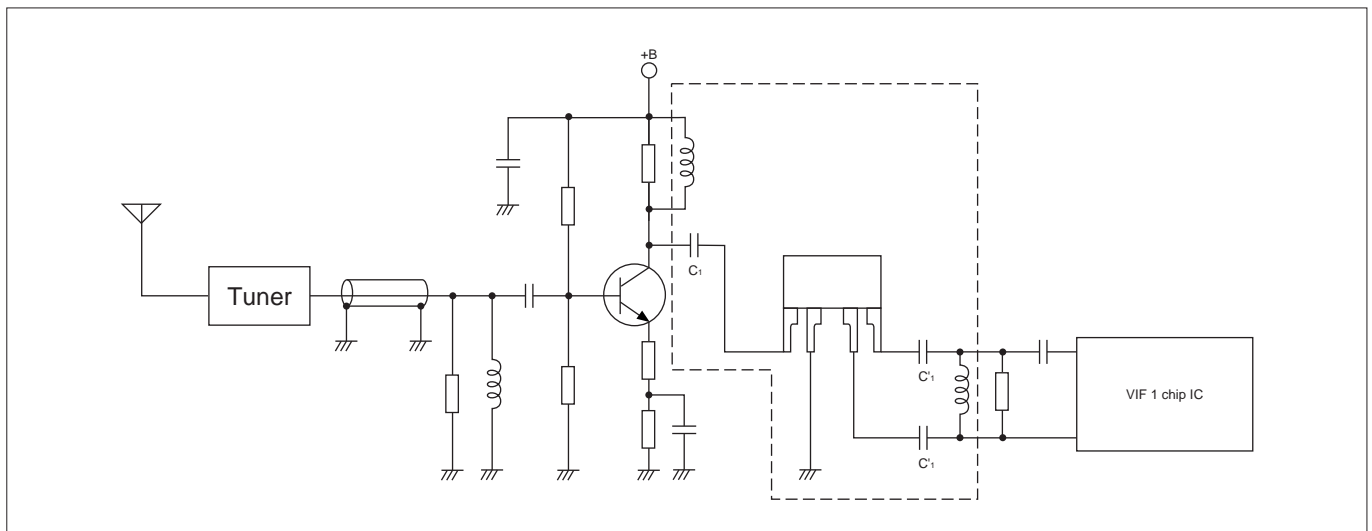 +B
C₁
Tuner
C'₁
VIF 1 chip IC
C'₁